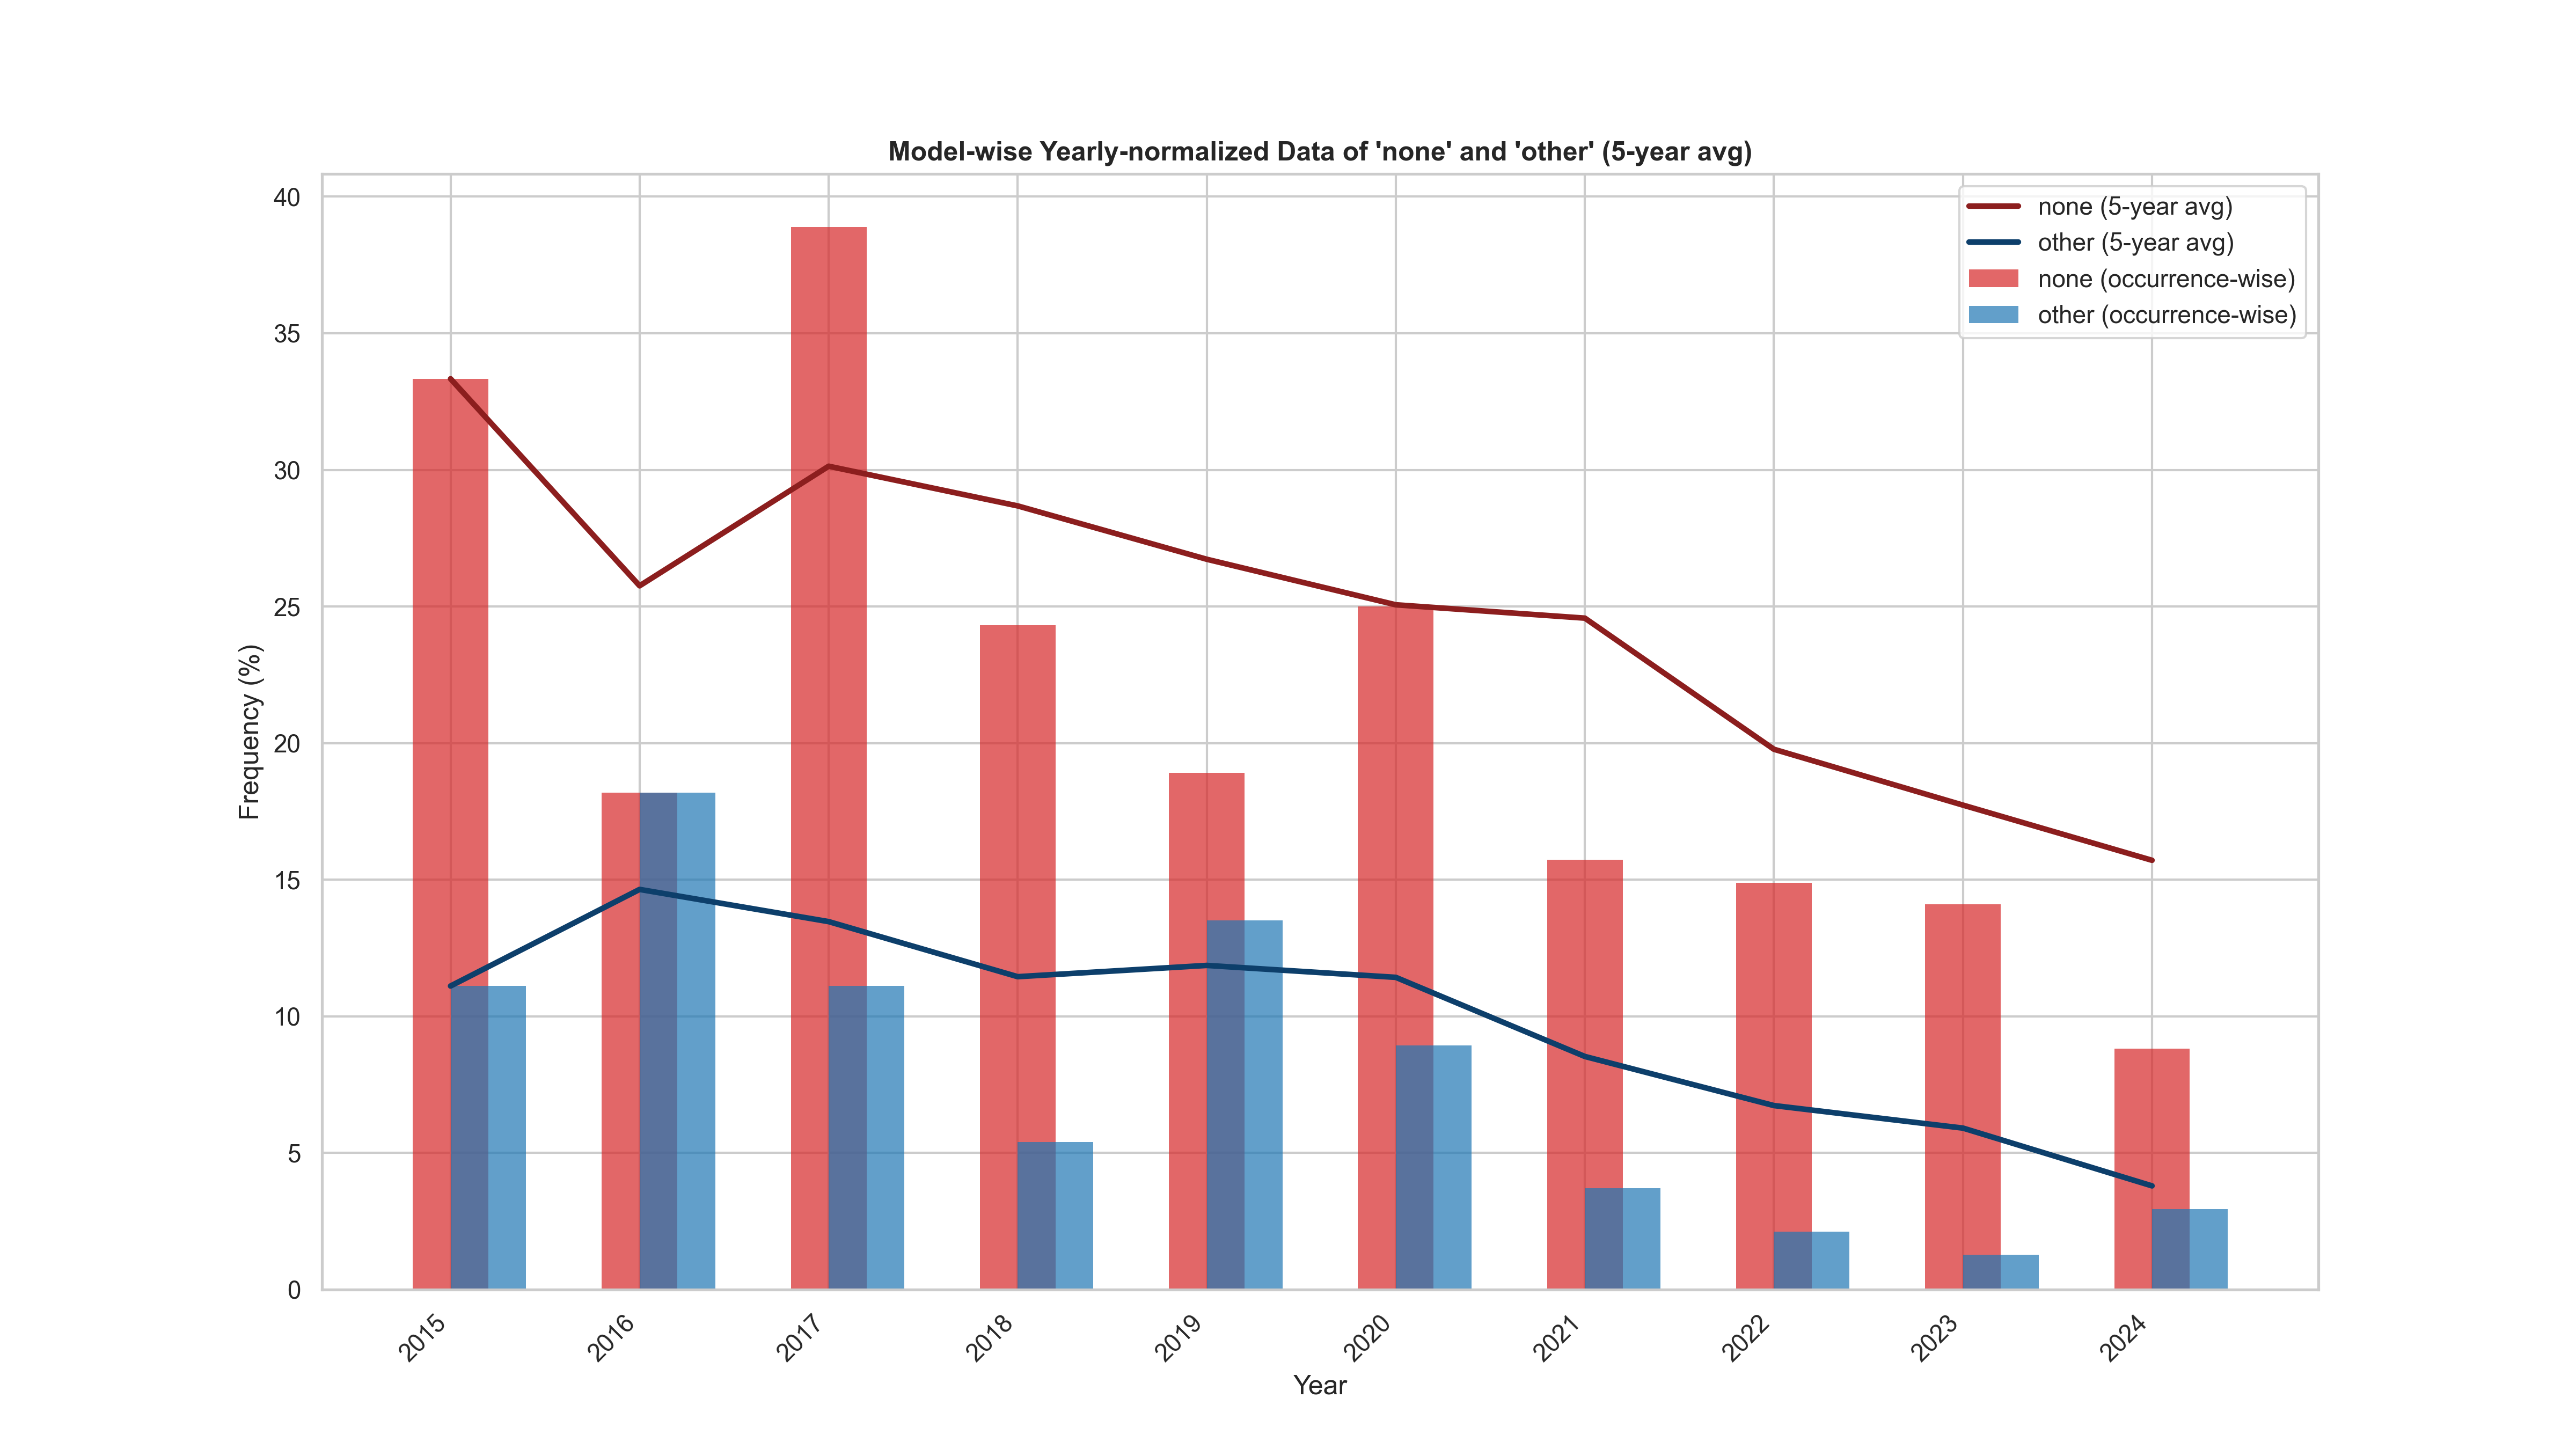 Model-wise Yearly-normalized Data of 'none' and 'other' (5-year avg)
none (5-year avg)
other (5-year avg)
none (occurrence-wise)
other (occurrence-wise)
Frequency (%)
40
35
30
25
20
15
10
5
0
2015
2016
2017
2018
2019
2020
2021
2022
2023
2024
Year